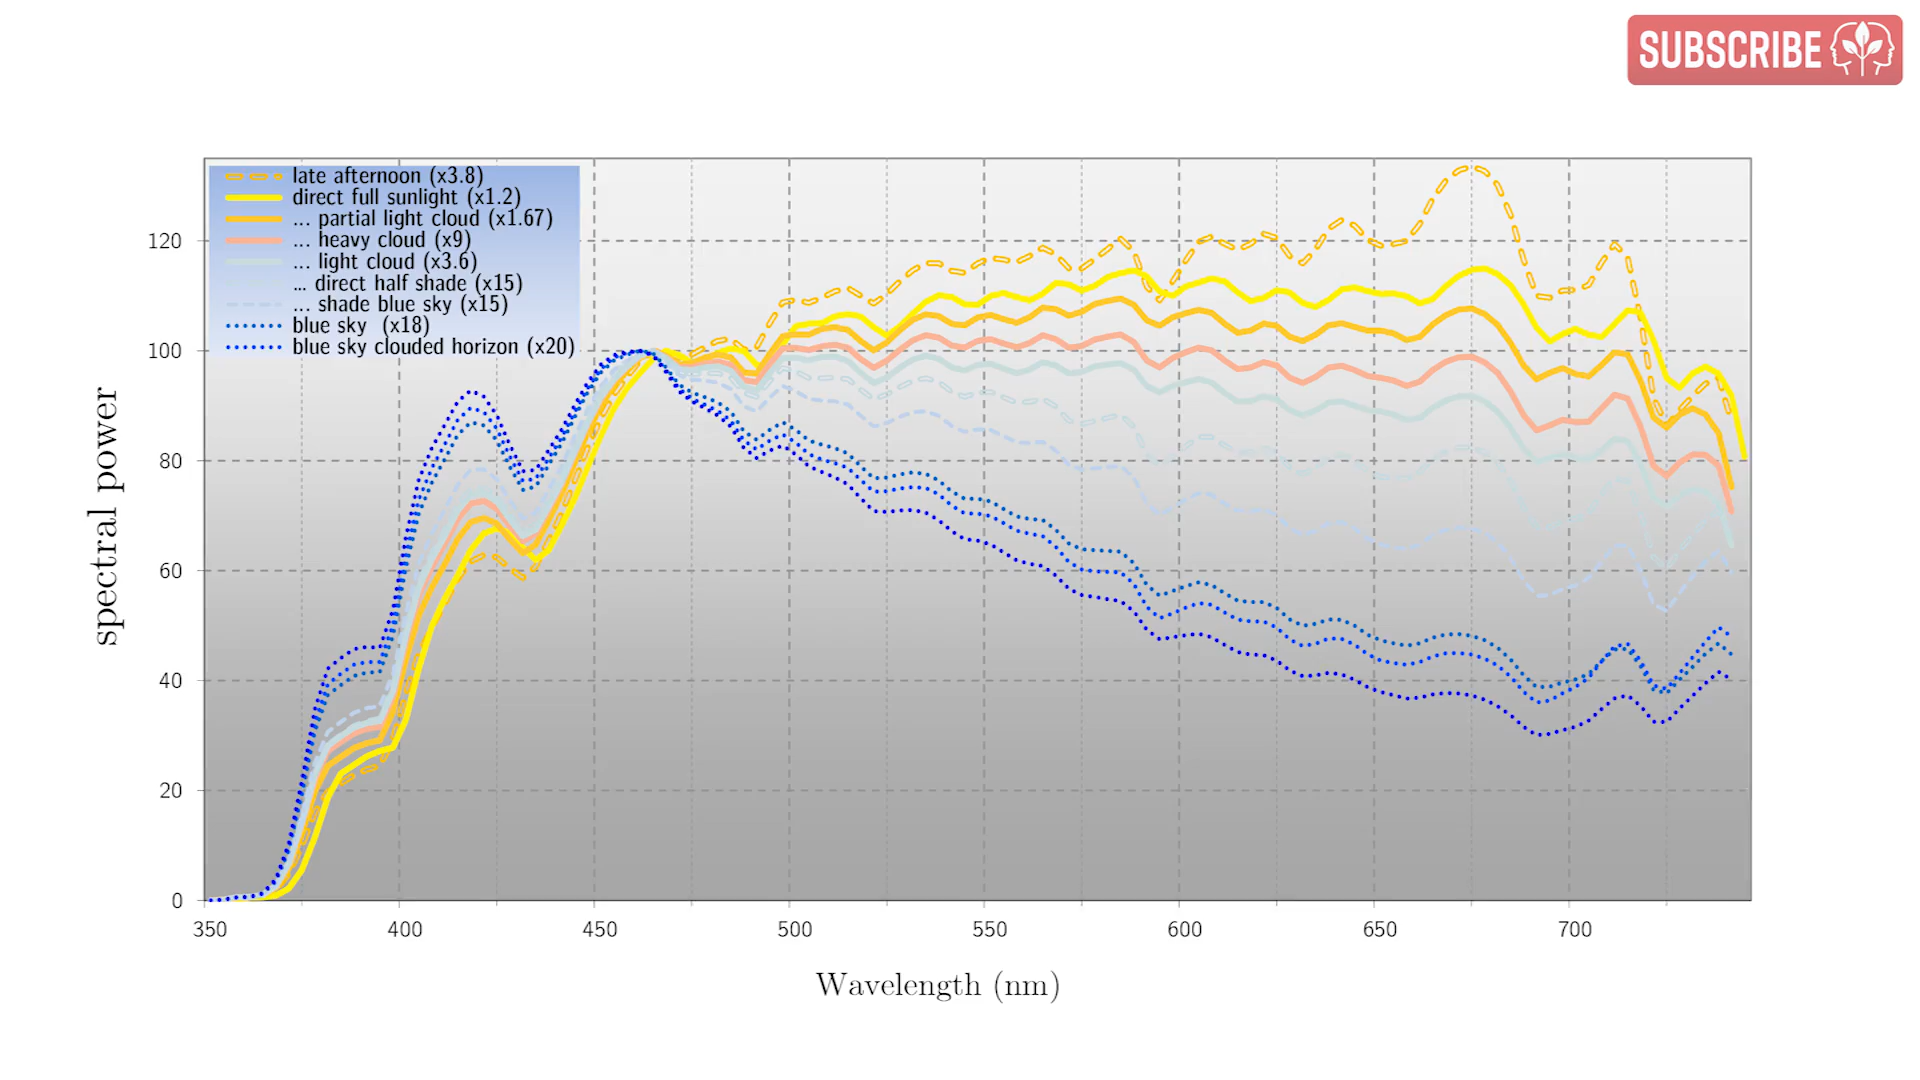 SUBSCRIBE
late afternoon (x3.8)
direct full sunlight (x1.2)
... partial light cloud (x1.67)
... heavy cloud (x9)
... light cloud (x3.6)
... direct half shade (x15)
... shade blue sky (x15)
blue sky (x18)
blue sky clouded horizon (x20)
120
100
80
60
40
20
0
spectral power
350 400 450 500 550 600 650 700
Wavelength (nm)